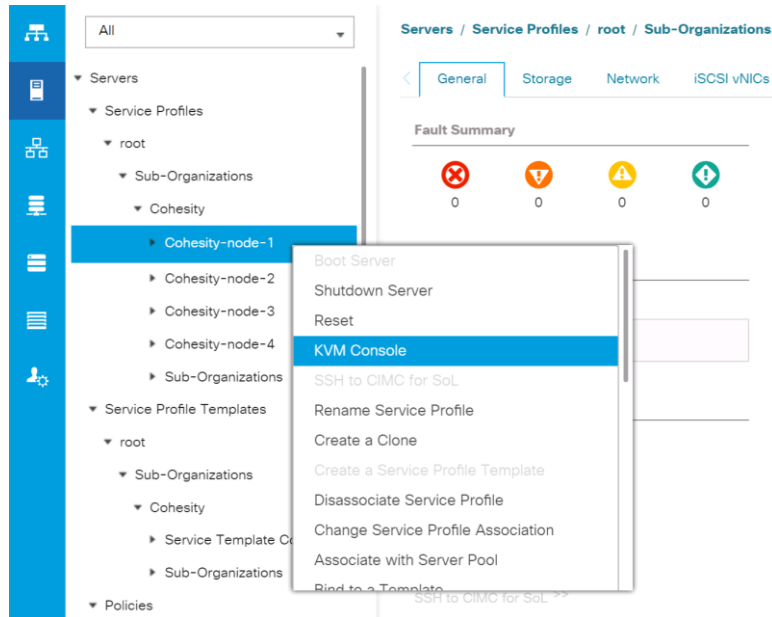 All
Servers
Service Profiles
root
Sub-Organizations
Cohesity
Cohesity-node-1
Cohesity-node-2
Cohesity-node-3
Cohesity-node-4
Sub-Organizations
Service Profile Templates
root
Sub-Organizations
Cohesity
Service Template
Sub-Organizations
Policies
Servers / Service Profiles / root / Sub-Organizations
General Storage Network iSCSI vNICs
Fault Summary
0 0 0 0
Boot Server
Shutdown Server
Reset
KVM Console
SSH to CIMC for SoL
Rename Service Profile
Create a Clone
Create a Service Profile Template
Disassociate Service Profile
Change Service Profile Association
Associate with Server Pool
Bind to a Template
SSH to CIMC for SoL >>